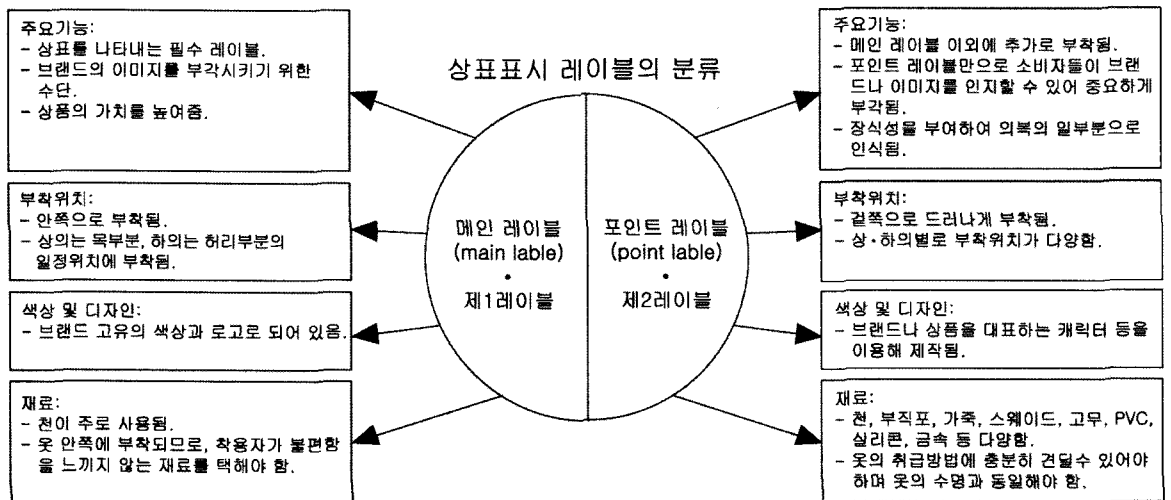 상표표시 레이블의 분류
주요기능:
- 상표를 나타내는 필수 레이블.
- 브랜드의 이미지를 부각시키기 위한
수단.
- 상품의 가치를 높여줌.
부착위치:
- 안쪽으로 부착됨.
- 상의는 목부분, 하의는 허리부분의
일정위치에 부착됨.
색상 및 디자인:
- 브랜드 고유의 색상과 로고로 되어 있음.
재료:
- 천이 주로 사용됨.
- 옷 안쪽에 부착되므로, 착용자가 불편함
을 느끼지 않는 재료를 택해야 함.
메인 레이블
(main lable)
•
제1레이블
포인트 레이블
(point lable)
•
제2레이블
주요기능:
- 메인 레이블 이외에 추가로 부착됨.
- 포인트 레이블만으로 소비자들이 브랜
드나 이미지를 인지할 수 있어 중요하게
부각됨.
- 장식성을 부여하여 의복의 일부분으로
인식됨.
부착위치:
- 겉쪽으로 드러나게 부착됨.
- 상•하의별로 부착위치가 다양함.
색상 및 디자인:
- 브랜드나 상품을 대표하는 캐릭터 등을
이용해 제작됨.
재료:
- 천, 부직포, 가죽, 스웨이드, 고무, PVC,
실리콘, 금속 등 다양함.
- 옷의 취급방법에 충분히 견딜수 있어야
하며 옷의 수명과 동일해야 함.